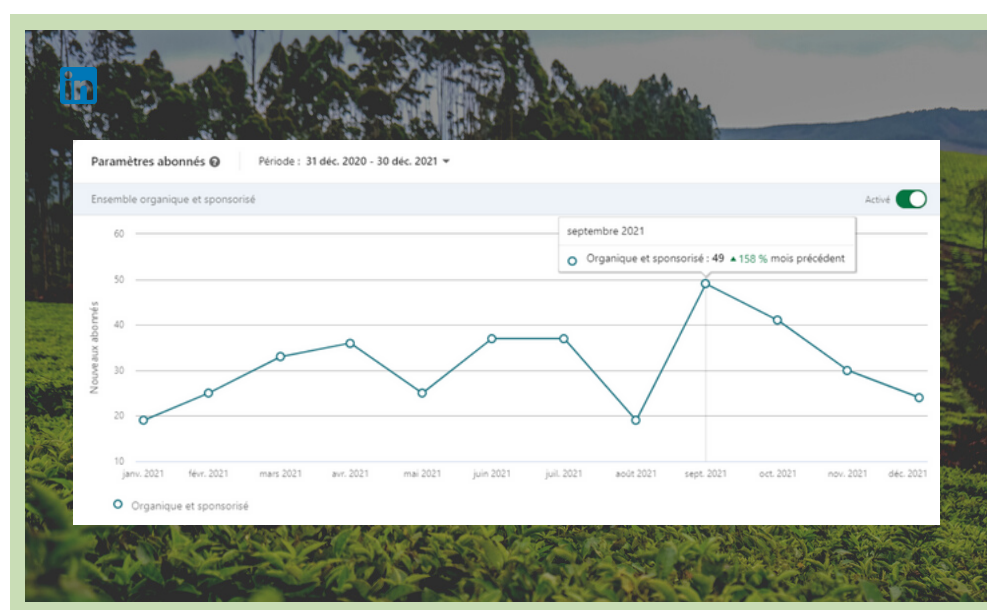 in
Paramètres abonnés ? Période : 31 déc. 2020 - 30 déc. 2021
Ensemble organique et sponsorisé Activé
septembre 2021
Organique et sponsorisé : 49 ▲158 % mois précédent
Nouveaux abonnés
60
50
40
30
20
10
janv. 2021 févr. 2021 mars 2021 avr. 2021 mai 2021 juin 2021 juil. 2021 août 2021 sept. 2021 oct. 2021 nov. 2021 déc. 2021
Organique et sponsorisé